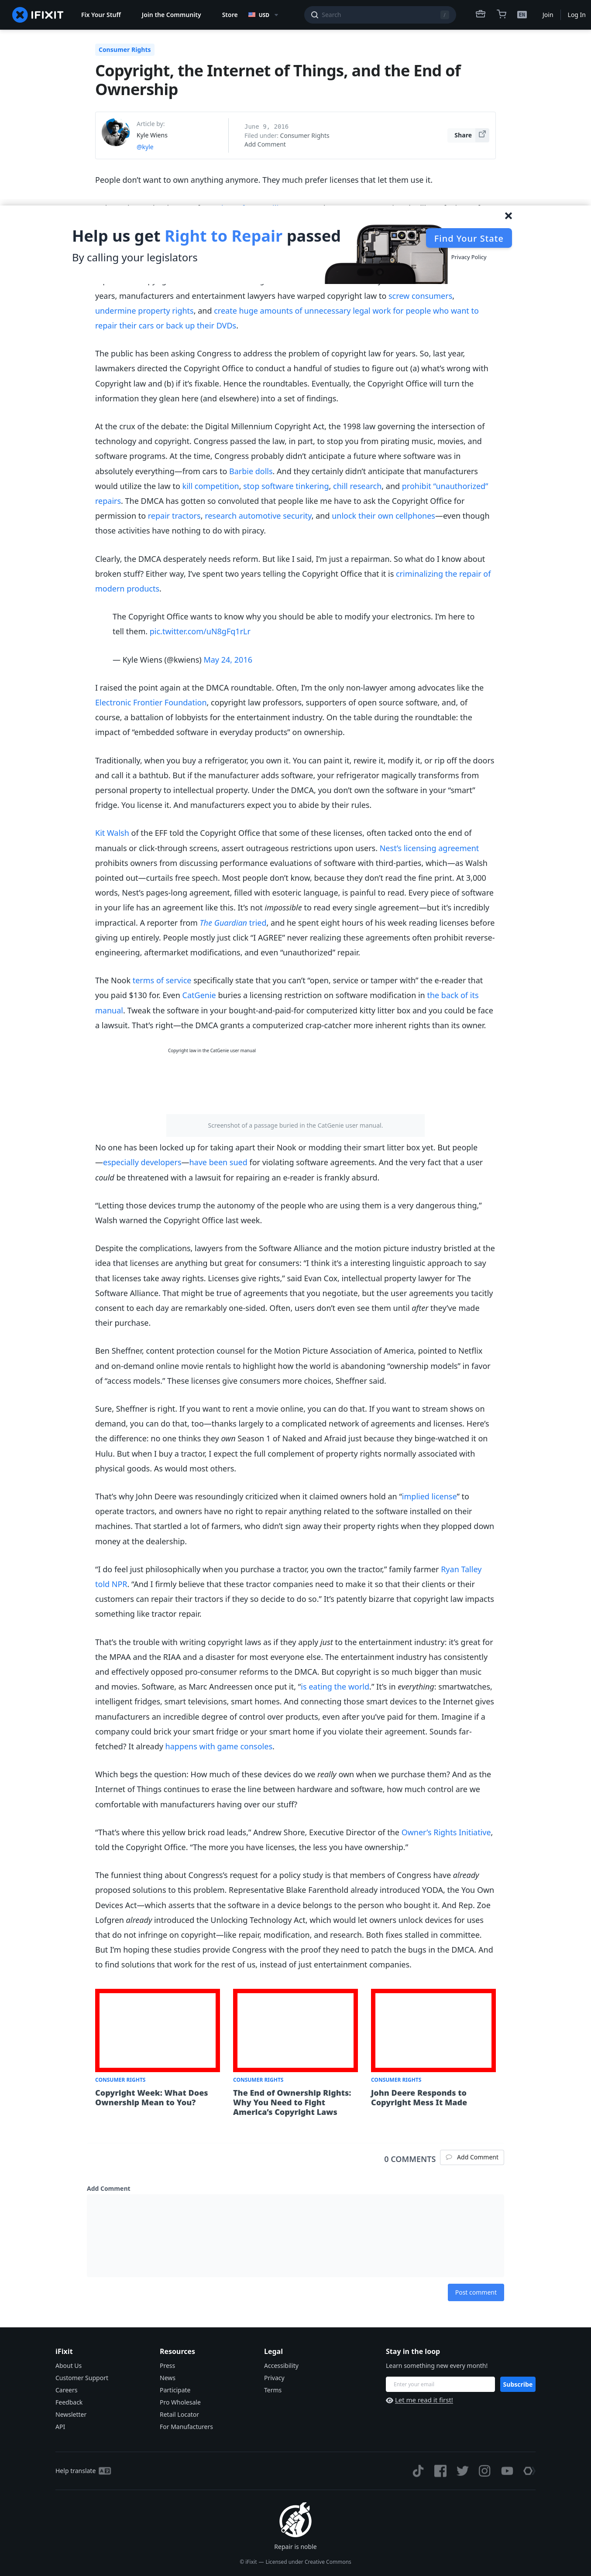 IFIXIT
Fix Your Stuff
Join the Community
Store
USD
Search
/
EN
Join
Log In
Consumer Rights
Copyright, the Internet of Things, and the End of
Ownership
Article by:
Kyle Wiens
@kyle
June 9, 2016
Filed under: Consumer Rights
Add Comment
Share
People don’t want to own anything anymore. They much prefer licenses that let them use it.
Help us get Right to Repair passed
By calling your legislators
Find Your State
Privacy Policy
years, manufacturers and entertainment lawyers have warped copyright law to screw consumers,
undermine property rights, and create huge amounts of unnecessary legal work for people who want to
repair their cars or back up their DVDs.
The public has been asking Congress to address the problem of copyright law for years. So, last year,
lawmakers directed the Copyright Office to conduct a handful of studies to figure out (a) what’s wrong with
Copyright law and (b) if it’s fixable. Hence the roundtables. Eventually, the Copyright Office will turn the
information they glean here (and elsewhere) into a set of findings.
At the crux of the debate: the Digital Millennium Copyright Act, the 1998 law governing the intersection of
technology and copyright. Congress passed the law, in part, to stop you from pirating music, movies, and
software programs. At the time, Congress probably didn’t anticipate a future where software was in
absolutely everything—from cars to Barbie dolls. And they certainly didn’t anticipate that manufacturers
would utilize the law to kill competition, stop software tinkering, chill research, and prohibit “unauthorized”
repairs. The DMCA has gotten so convoluted that people like me have to ask the Copyright Office for
permission to repair tractors, research automotive security, and unlock their own cellphones—even though
those activities have nothing to do with piracy.
Clearly, the DMCA desperately needs reform. But like I said, I’m just a repairman. So what do I know about
broken stuff? Either way, I’ve spent two years telling the Copyright Office that it is criminalizing the repair of
modern products.
The Copyright Office wants to know why you should be able to modify your electronics. I’m here to
tell them. pic.twitter.com/uN8gFq1rLr
— Kyle Wiens (@kwiens) May 24, 2016
I raised the point again at the DMCA roundtable. Often, I’m the only non-lawyer among advocates like the
Electronic Frontier Foundation, copyright law professors, supporters of open source software, and, of
course, a battalion of lobbyists for the entertainment industry. On the table during the roundtable: the
impact of “embedded software in everyday products” on ownership.
Traditionally, when you buy a refrigerator, you own it. You can paint it, rewire it, modify it, or rip off the doors
and call it a bathtub. But if the manufacturer adds software, your refrigerator magically transforms from
personal property to intellectual property. Under the DMCA, you don’t own the software in your “smart”
fridge. You license it. And manufacturers expect you to abide by their rules.
Kit Walsh of the EFF told the Copyright Office that some of these licenses, often tacked onto the end of
manuals or click-through screens, assert outrageous restrictions upon users. Nest’s licensing agreement
prohibits owners from discussing performance evaluations of software with third-parties, which—as Walsh
pointed out—curtails free speech. Most people don’t know, because they don’t read the fine print. At 3,000
words, Nest’s pages-long agreement, filled with esoteric language, is painful to read. Every piece of software
in your life has an agreement like this. It’s not impossible to read every single agreement—but it’s incredibly
impractical. A reporter from The Guardian tried, and he spent eight hours of his week reading licenses before
giving up entirely. People mostly just click “I AGREE” never realizing these agreements often prohibit reverse-
engineering, aftermarket modifications, and even “unauthorized” repair.
The Nook terms of service specifically state that you can’t “open, service or tamper with” the e-reader that
you paid $130 for. Even CatGenie buries a licensing restriction on software modification in the back of its
manual. Tweak the software in your bought-and-paid-for computerized kitty litter box and you could be face
a lawsuit. That’s right—the DMCA grants a computerized crap-catcher more inherent rights than its owner.
Copyright law in the CatGenie user manual
Screenshot of a passage buried in the CatGenie user manual.
No one has been locked up for taking apart their Nook or modding their smart litter box yet. But people
—especially developers—have been sued for violating software agreements. And the very fact that a user
could be threatened with a lawsuit for repairing an e-reader is frankly absurd.
“Letting those devices trump the autonomy of the people who are using them is a very dangerous thing,”
Walsh warned the Copyright Office last week.
Despite the complications, lawyers from the Software Alliance and the motion picture industry bristled at the
idea that licenses are anything but great for consumers: “I think it’s a interesting linguistic approach to say
that licenses take away rights. Licenses give rights,” said Evan Cox, intellectual property lawyer for The
Software Alliance. That might be true of agreements that you negotiate, but the user agreements you tacitly
consent to each day are remarkably one-sided. Often, users don’t even see them until after they’ve made
their purchase.
Ben Sheffner, content protection counsel for the Motion Picture Association of America, pointed to Netflix
and on-demand online movie rentals to highlight how the world is abandoning “ownership models” in favor
of “access models.” These licenses give consumers more choices, Sheffner said.
Sure, Sheffner is right. If you want to rent a movie online, you can do that. If you want to stream shows on
demand, you can do that, too—thanks largely to a complicated network of agreements and licenses. Here’s
the difference: no one thinks they own Season 1 of Naked and Afraid just because they binge-watched it on
Hulu. But when I buy a tractor, I expect the full complement of property rights normally associated with
physical goods. As would most others.
That’s why John Deere was resoundingly criticized when it claimed owners hold an “implied license” to
operate tractors, and owners have no right to repair anything related to the software installed on their
machines. That startled a lot of farmers, who didn’t sign away their property rights when they plopped down
money at the dealership.
“I do feel just philosophically when you purchase a tractor, you own the tractor,” family farmer Ryan Talley
told NPR. “And I firmly believe that these tractor companies need to make it so that their clients or their
customers can repair their tractors if they so decide to do so.” It’s patently bizarre that copyright law impacts
something like tractor repair.
That’s the trouble with writing copyright laws as if they apply just to the entertainment industry: it’s great for
the MPAA and the RIAA and a disaster for most everyone else. The entertainment industry has consistently
and effectively opposed pro-consumer reforms to the DMCA. But copyright is so much bigger than music
and movies. Software, as Marc Andreessen once put it, “is eating the world.” It’s in everything: smartwatches,
intelligent fridges, smart televisions, smart homes. And connecting those smart devices to the Internet gives
manufacturers an incredible degree of control over products, even after you’ve paid for them. Imagine if a
company could brick your smart fridge or your smart home if you violate their agreement. Sounds far-
fetched? It already happens with game consoles.
Which begs the question: How much of these devices do we really own when we purchase them? And as the
Internet of Things continues to erase the line between hardware and software, how much control are we
comfortable with manufacturers having over our stuff?
“That’s where this yellow brick road leads,” Andrew Shore, Executive Director of the Owner’s Rights Initiative,
told the Copyright Office. “The more you have licenses, the less you have ownership.”
The funniest thing about Congress’s request for a policy study is that members of Congress have already
proposed solutions to this problem. Representative Blake Farenthold already introduced YODA, the You Own
Devices Act—which asserts that the software in a device belongs to the person who bought it. And Rep. Zoe
Lofgren already introduced the Unlocking Technology Act, which would let owners unlock devices for uses
that do not infringe on copyright—like repair, modification, and research. Both fixes stalled in committee.
But I’m hoping these studies provide Congress with the proof they need to patch the bugs in the DMCA. And
to find solutions that work for the rest of us, instead of just entertainment companies.
CONSUMER RIGHTS
Copyright Week: What Does
Ownership Mean to You?
CONSUMER RIGHTS
The End of Ownership Rights:
Why You Need to Fight
America’s Copyright Laws
CONSUMER RIGHTS
John Deere Responds to
Copyright Mess It Made
0 COMMENTS
Add Comment
Add Comment
Post comment
iFixit
About Us
Customer Support
Careers
Feedback
Newsletter
API
Resources
Press
News
Participate
Pro Wholesale
Retail Locator
For Manufacturers
Legal
Accessibility
Privacy
Terms
Stay in the loop
Learn something new every month!
Enter your email
Subscribe
Let me read it first!
Help translate
Repair is noble
© iFixit — Licensed under Creative Commons